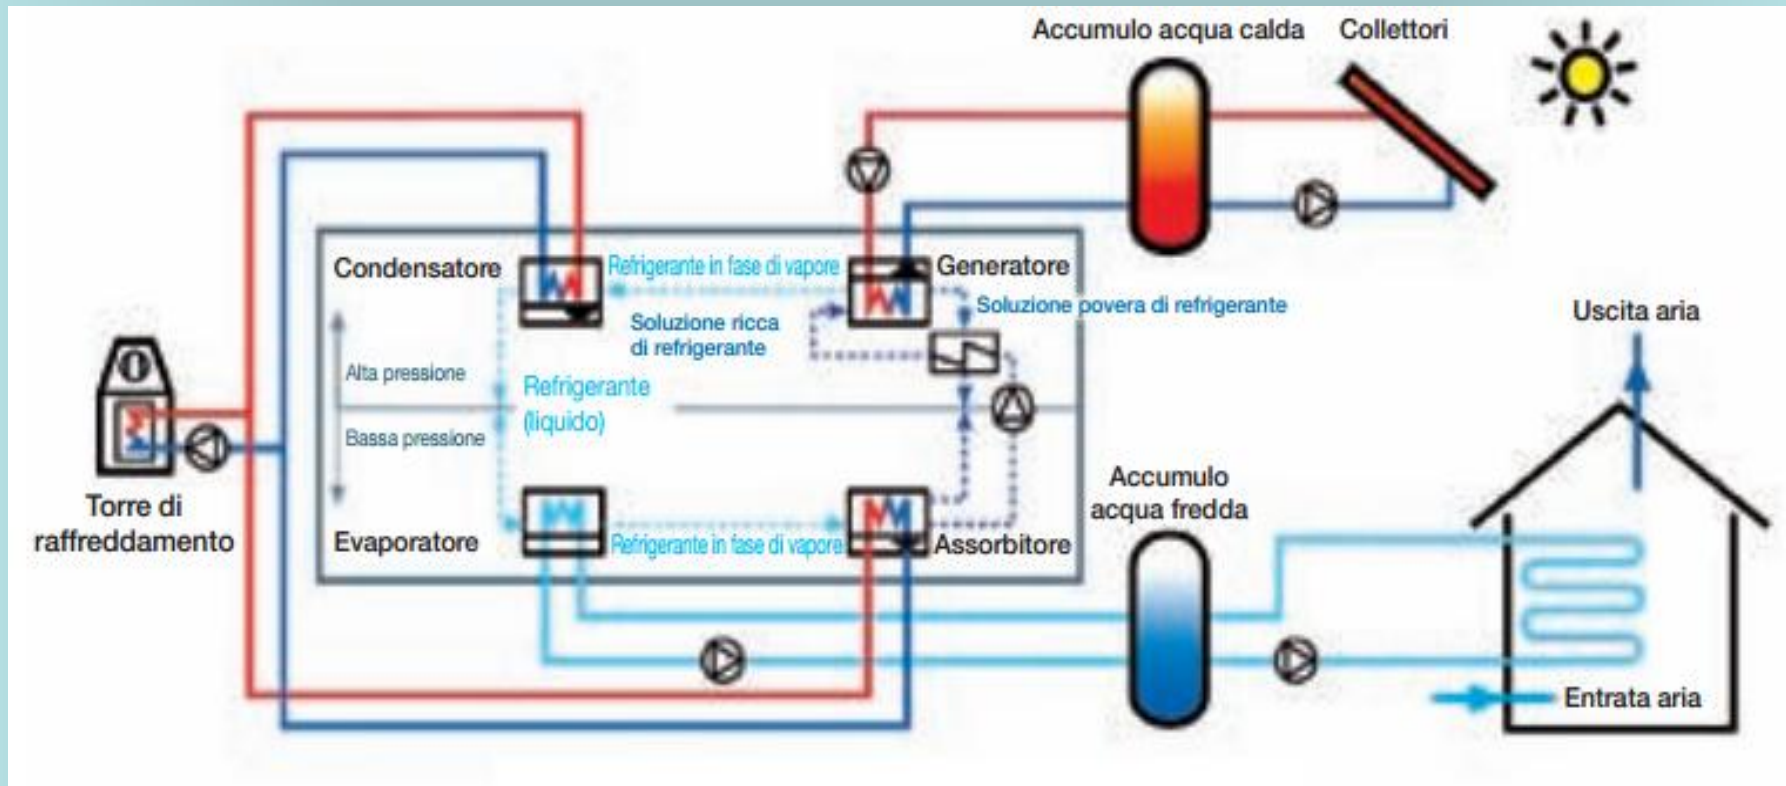 Accumulo acqua calda
Collettori
Condensatore
Refrigerante in fase di vapore
Generatore
Soluzione povera di refrigerante
Soluzione ricca
di refrigerante
Uscita aria
Alta pressione
Refrigerante
(liquido)
Bassa pressione
Torre di
raffreddamento
Accumulo
acqua fredda
Evaporatore
Refrigerante in fase di vapore
Assorbitore
Entrata aria